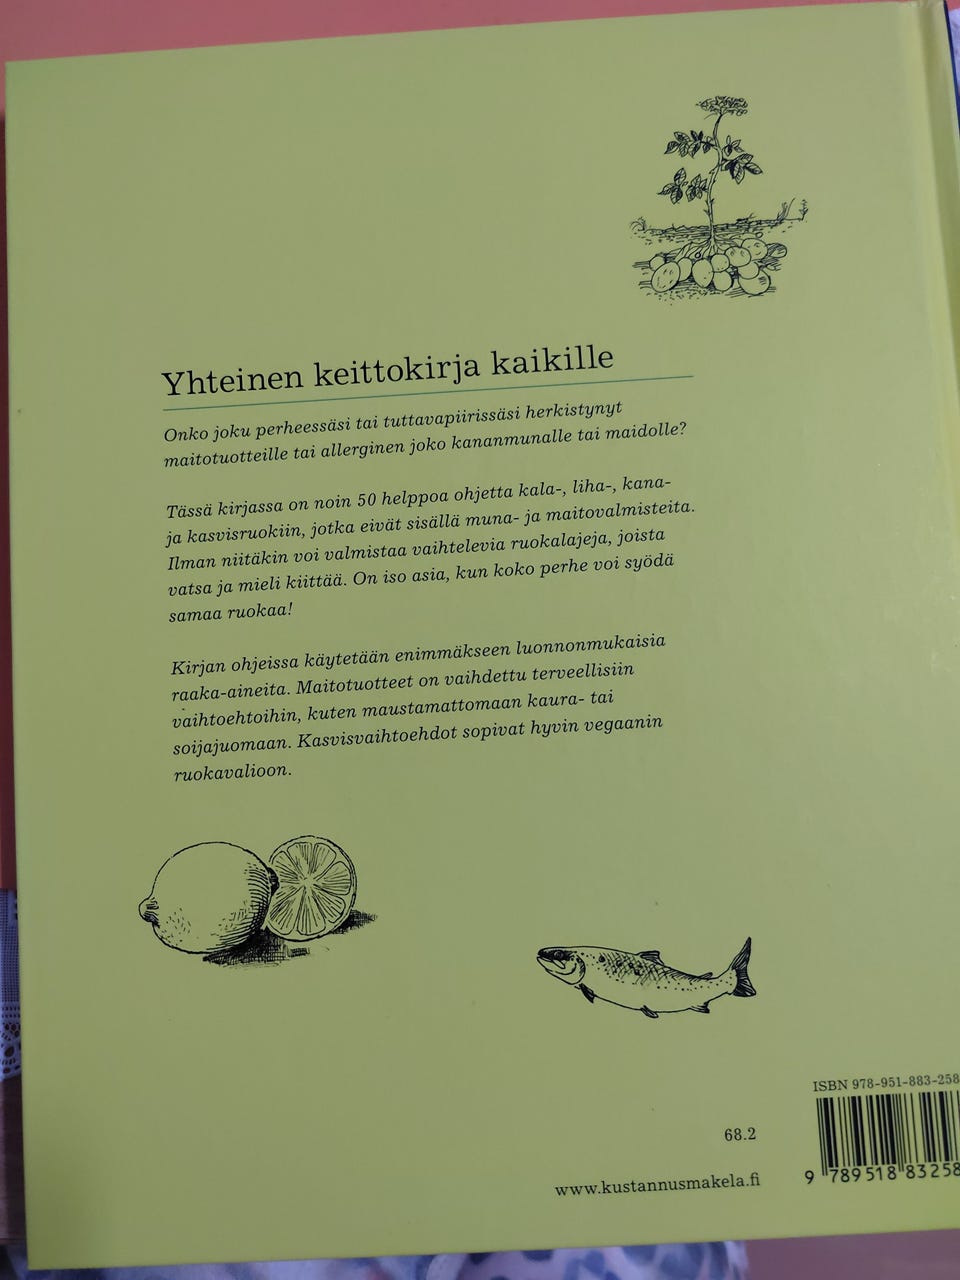 Yhteinen keittokirja kaikille
Onko joku perheessäsi tai tuttavapiirissäsi herkistynyt
maitotuotteille tai allerginen joko kananmunalle tai maidolle?
Tässä kirjassa on noin 50 helppoa ohjetta kala-, liha-, kana-
ja kasvisruokiin, jotka eivät sisällä muna- ja maitovalmisteita.
Ilman niitäkin voi valmistaa vaihtelevia ruokalajeja, joista
vatsa ja mieli kiittää. On iso asia, kun koko perhe voi syödä
samaa ruokaa!
Kirjan ohjeissa käytetään enimmäkseen luonnonmukaisia
raaka-aineita. Maitotuotteet on vaihdettu terveellisiin
vaihtoehtoihin, kuten maustamattomaan kaura- tai
soijajuomaan. Kasvisvaihtoehdot sopivat hyvin vegaanin
ruokavalioon.
ISBN 978-951-883-258
68.2
9 789518 83258
www.kustannusmakela.fi